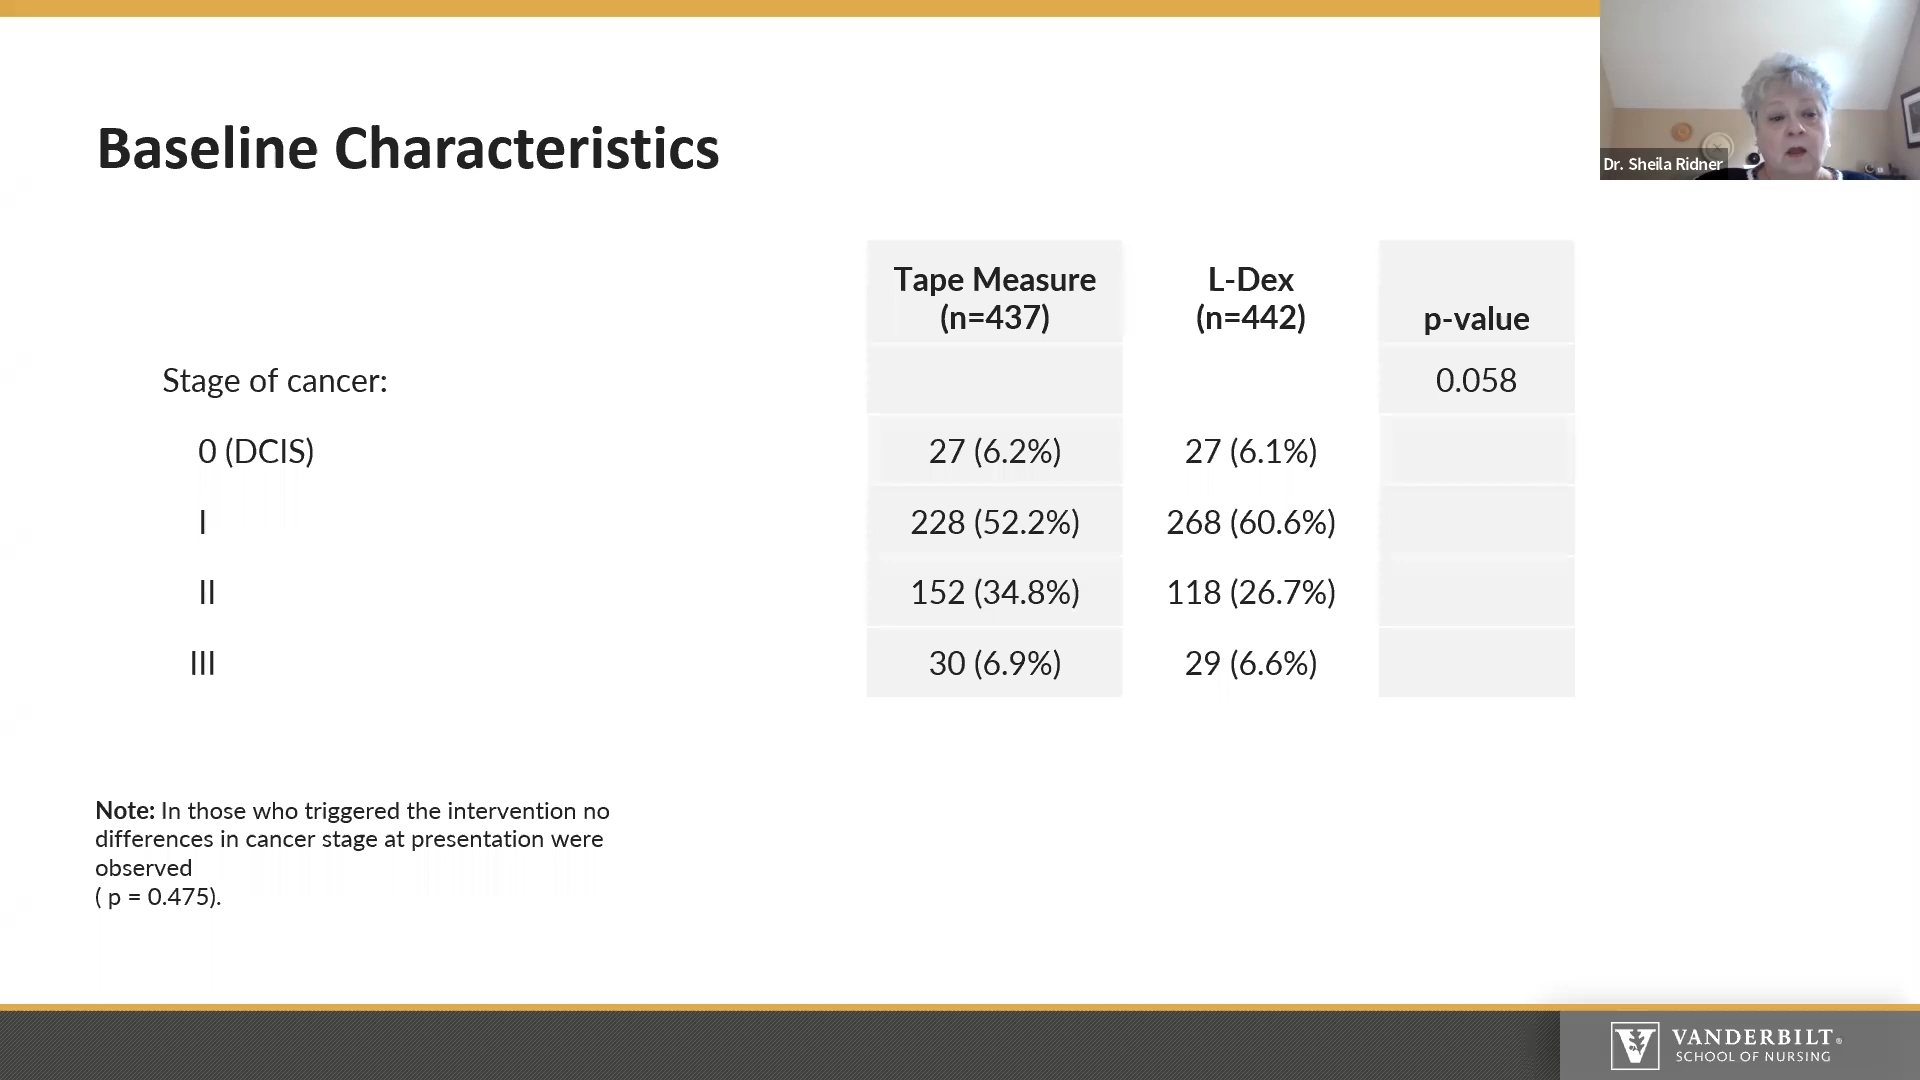 Baseline Characteristics
Dr. Sheila Ridner
Tape Measure
(n=437)
L-Dex
(n=442)
p-value
Stage of cancer:
0.058
0 (DCIS)
27 (6.2%)
27 (6.1%)
I
228 (52.2%)
268 (60.6%)
II
152 (34.8%)
118 (26.7%)
III
30 (6.9%)
29 (6.6%)
Note: In those who triggered the intervention no
differences in cancer stage at presentation were
observed
( p = 0.475).
VANDERBILT®
SCHOOL OF NURSING